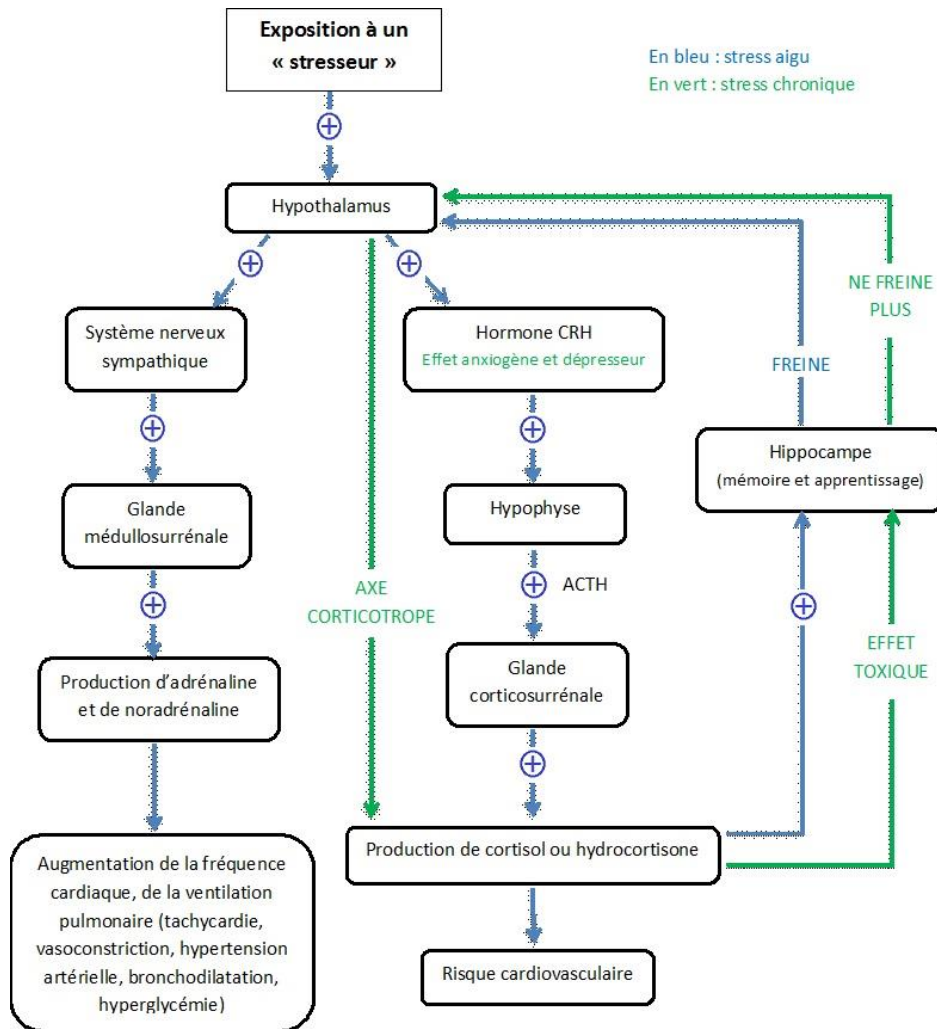 Exposition à un
« stresseur »
En bleu : stress aigu
En vert : stress chronique
Hypothalamus
NE FREINE
PLUS
Système nerveux
sympathique
Hormone CRH
Effet anxiogène et dépresseur
FREINE
Hippocampe
(mémoire et apprentissage)
Glande
médullosurrénale
Hypophyse
AXE
CORTICOTROPE
ACTH
EFFET
TOXIQUE
Production d'adrénaline
et de noradrénaline
Glande
corticosurrénale
Production de cortisol ou hydrocortisone
Augmentation de la fréquence
cardiaque, de la ventilation
pulmonaire (tachycardie,
vasoconstriction, hypertension
artérielle, bronchodilatation,
hyperglycémie)
Risque cardiovasculaire